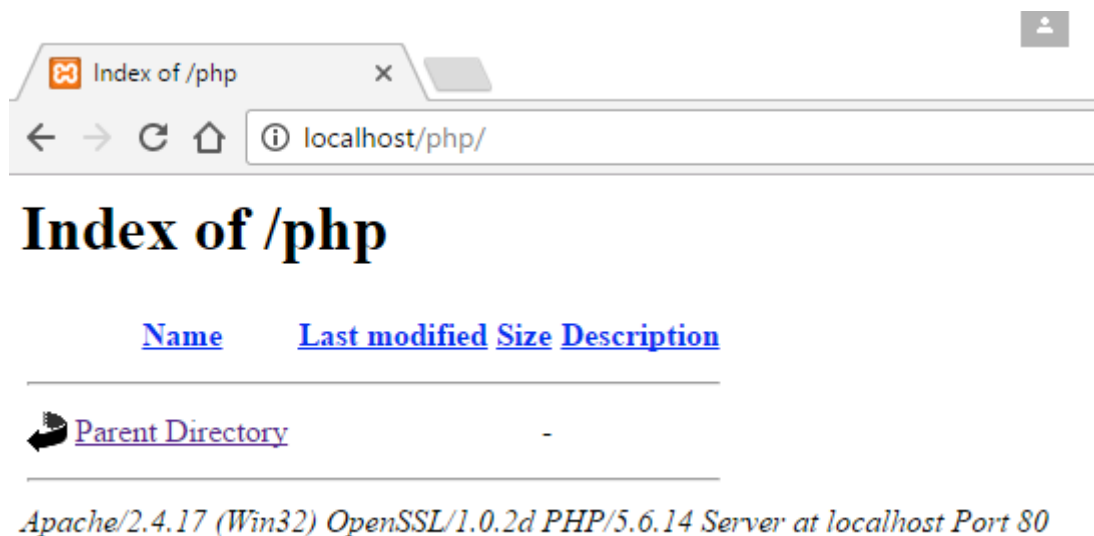 Index of /php
localhost/php/
Index of /php
Name Last modified Size Description
Parent Directory -
Apache/2.4.17 (Win32) OpenSSL/1.0.2d PHP/5.6.14 Server at localhost Port 80